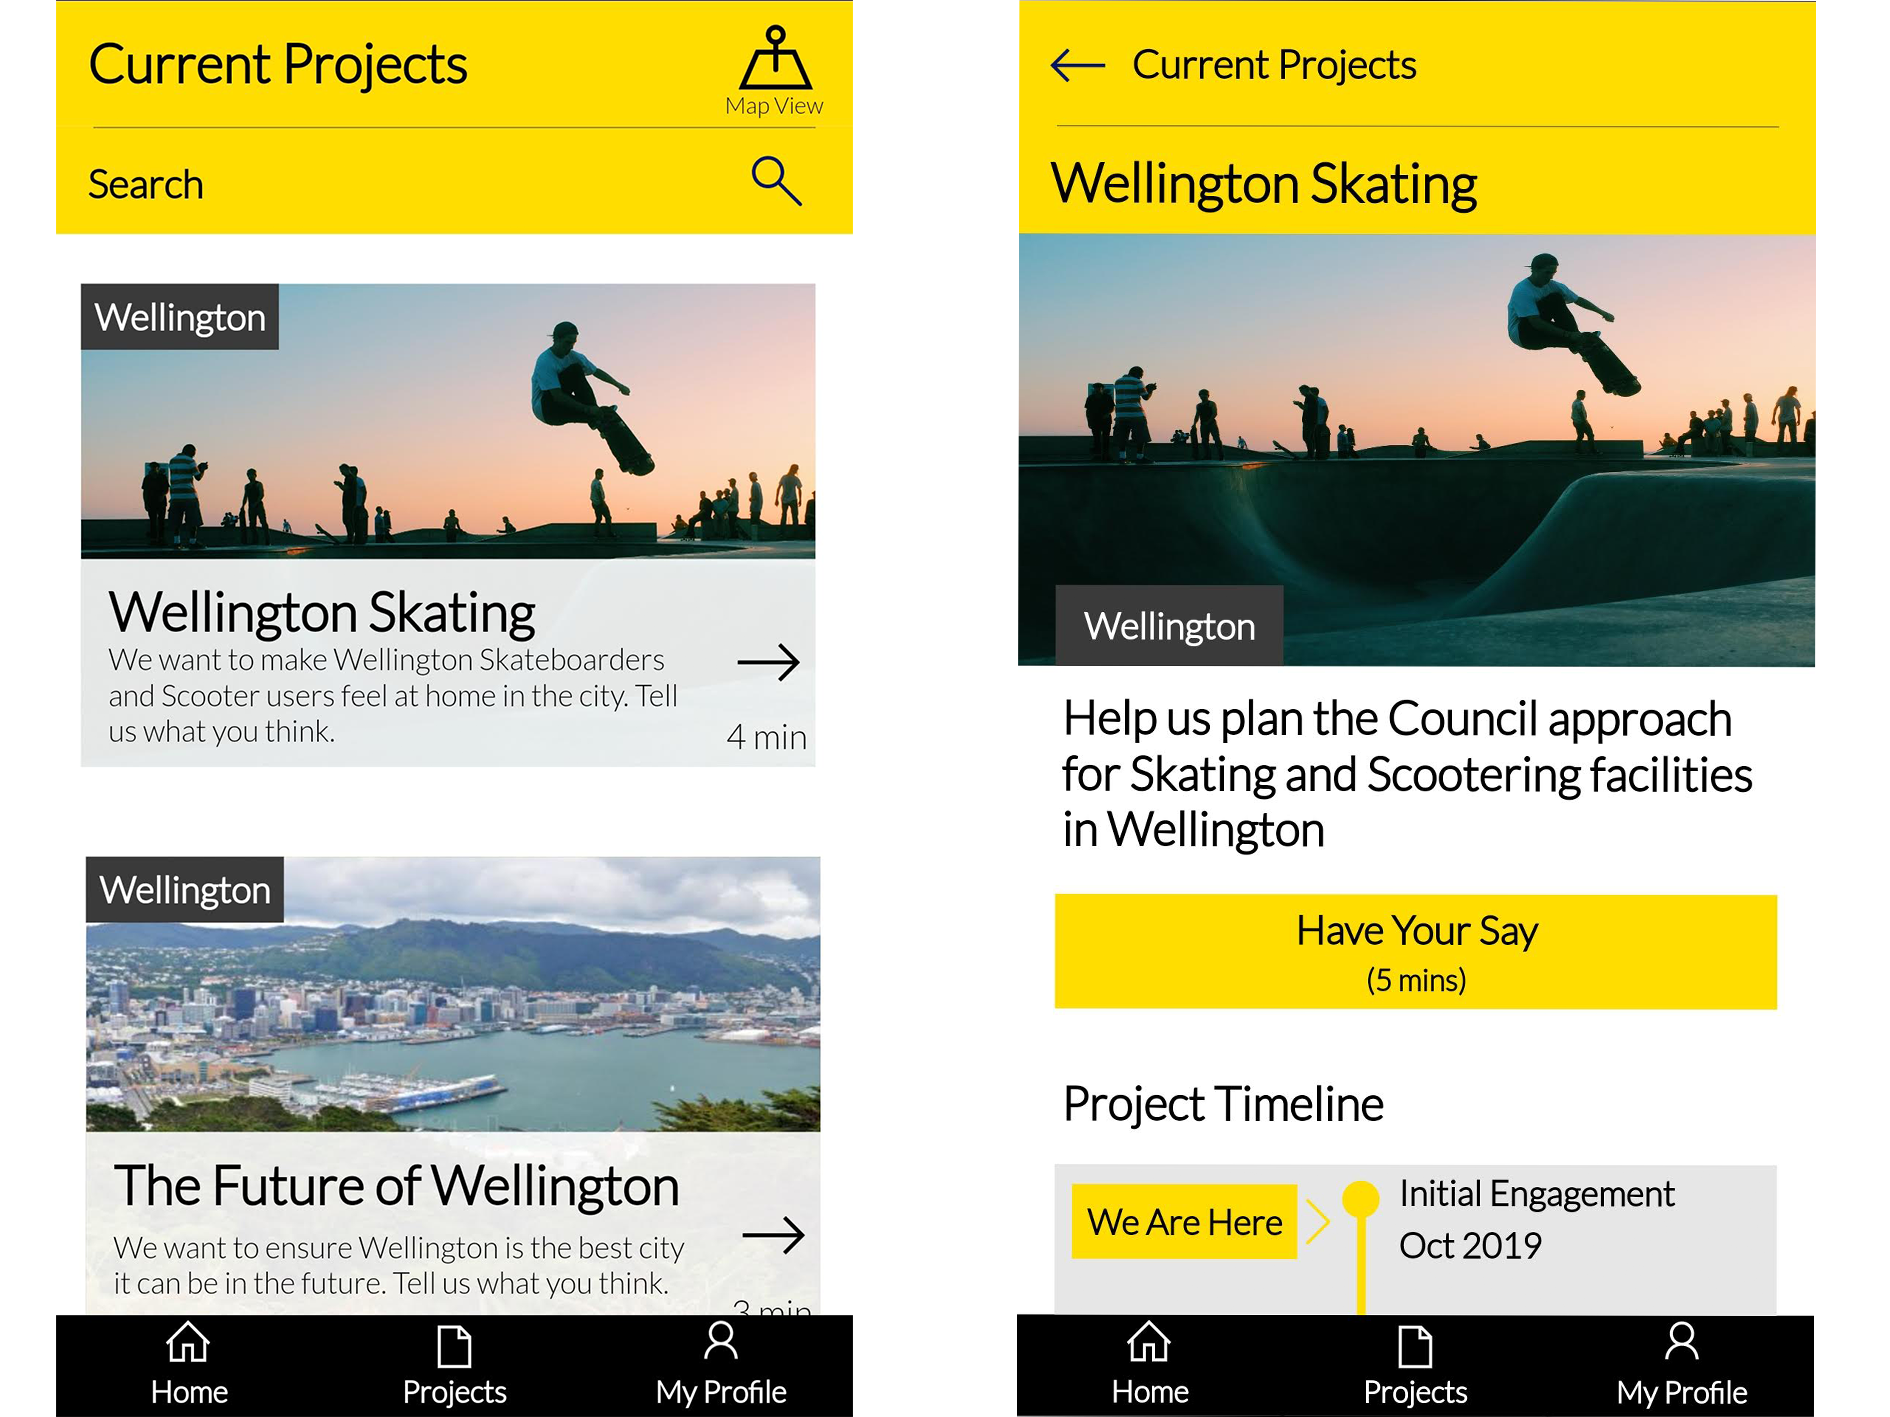 Current Projects
Map View
Search
Wellington
Wellington Skating
We want to make Wellington Skateboarders
and Scooter users feel at home in the city. Tell
us what you think.
4 min
Wellington
The Future of Wellington
We want to ensure Wellington is the best city
it can be in the future. Tell us what you think.
3 min
Home
Projects
My Profile
Current Projects
Wellington Skating
Wellington
Help us plan the Council approach
for Skating and Scootering facilities
in Wellington
Have Your Say
(5 mins)
Project Timeline
We Are Here
Initial Engagement
Oct 2019
Home
Projects
My Profile